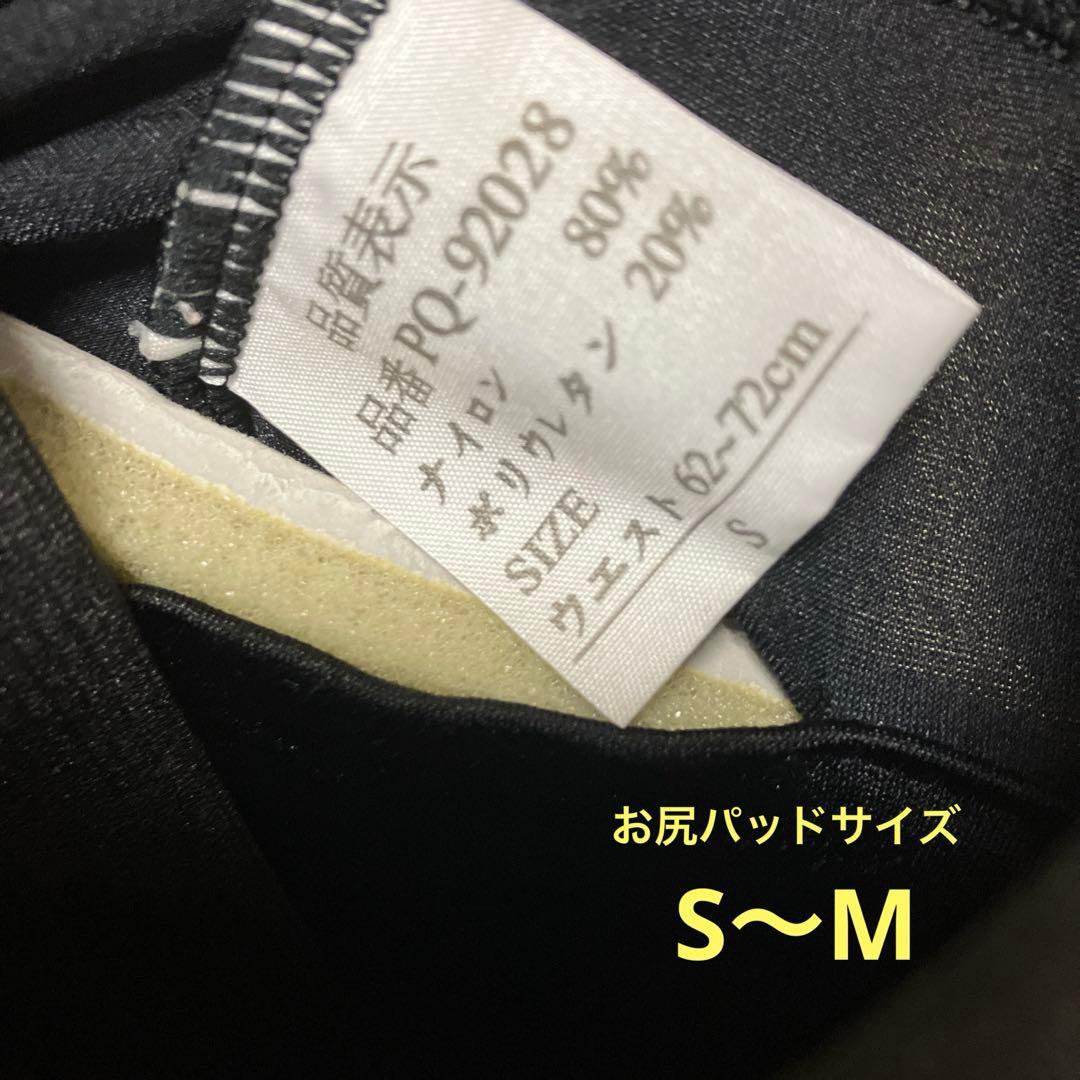 品質表示
品番PQ-92028
ナイロン 80%
ポリウレタン 20%
SIZE
ウエスト62~72cm
S
お尻パッドサイズ
S〜M